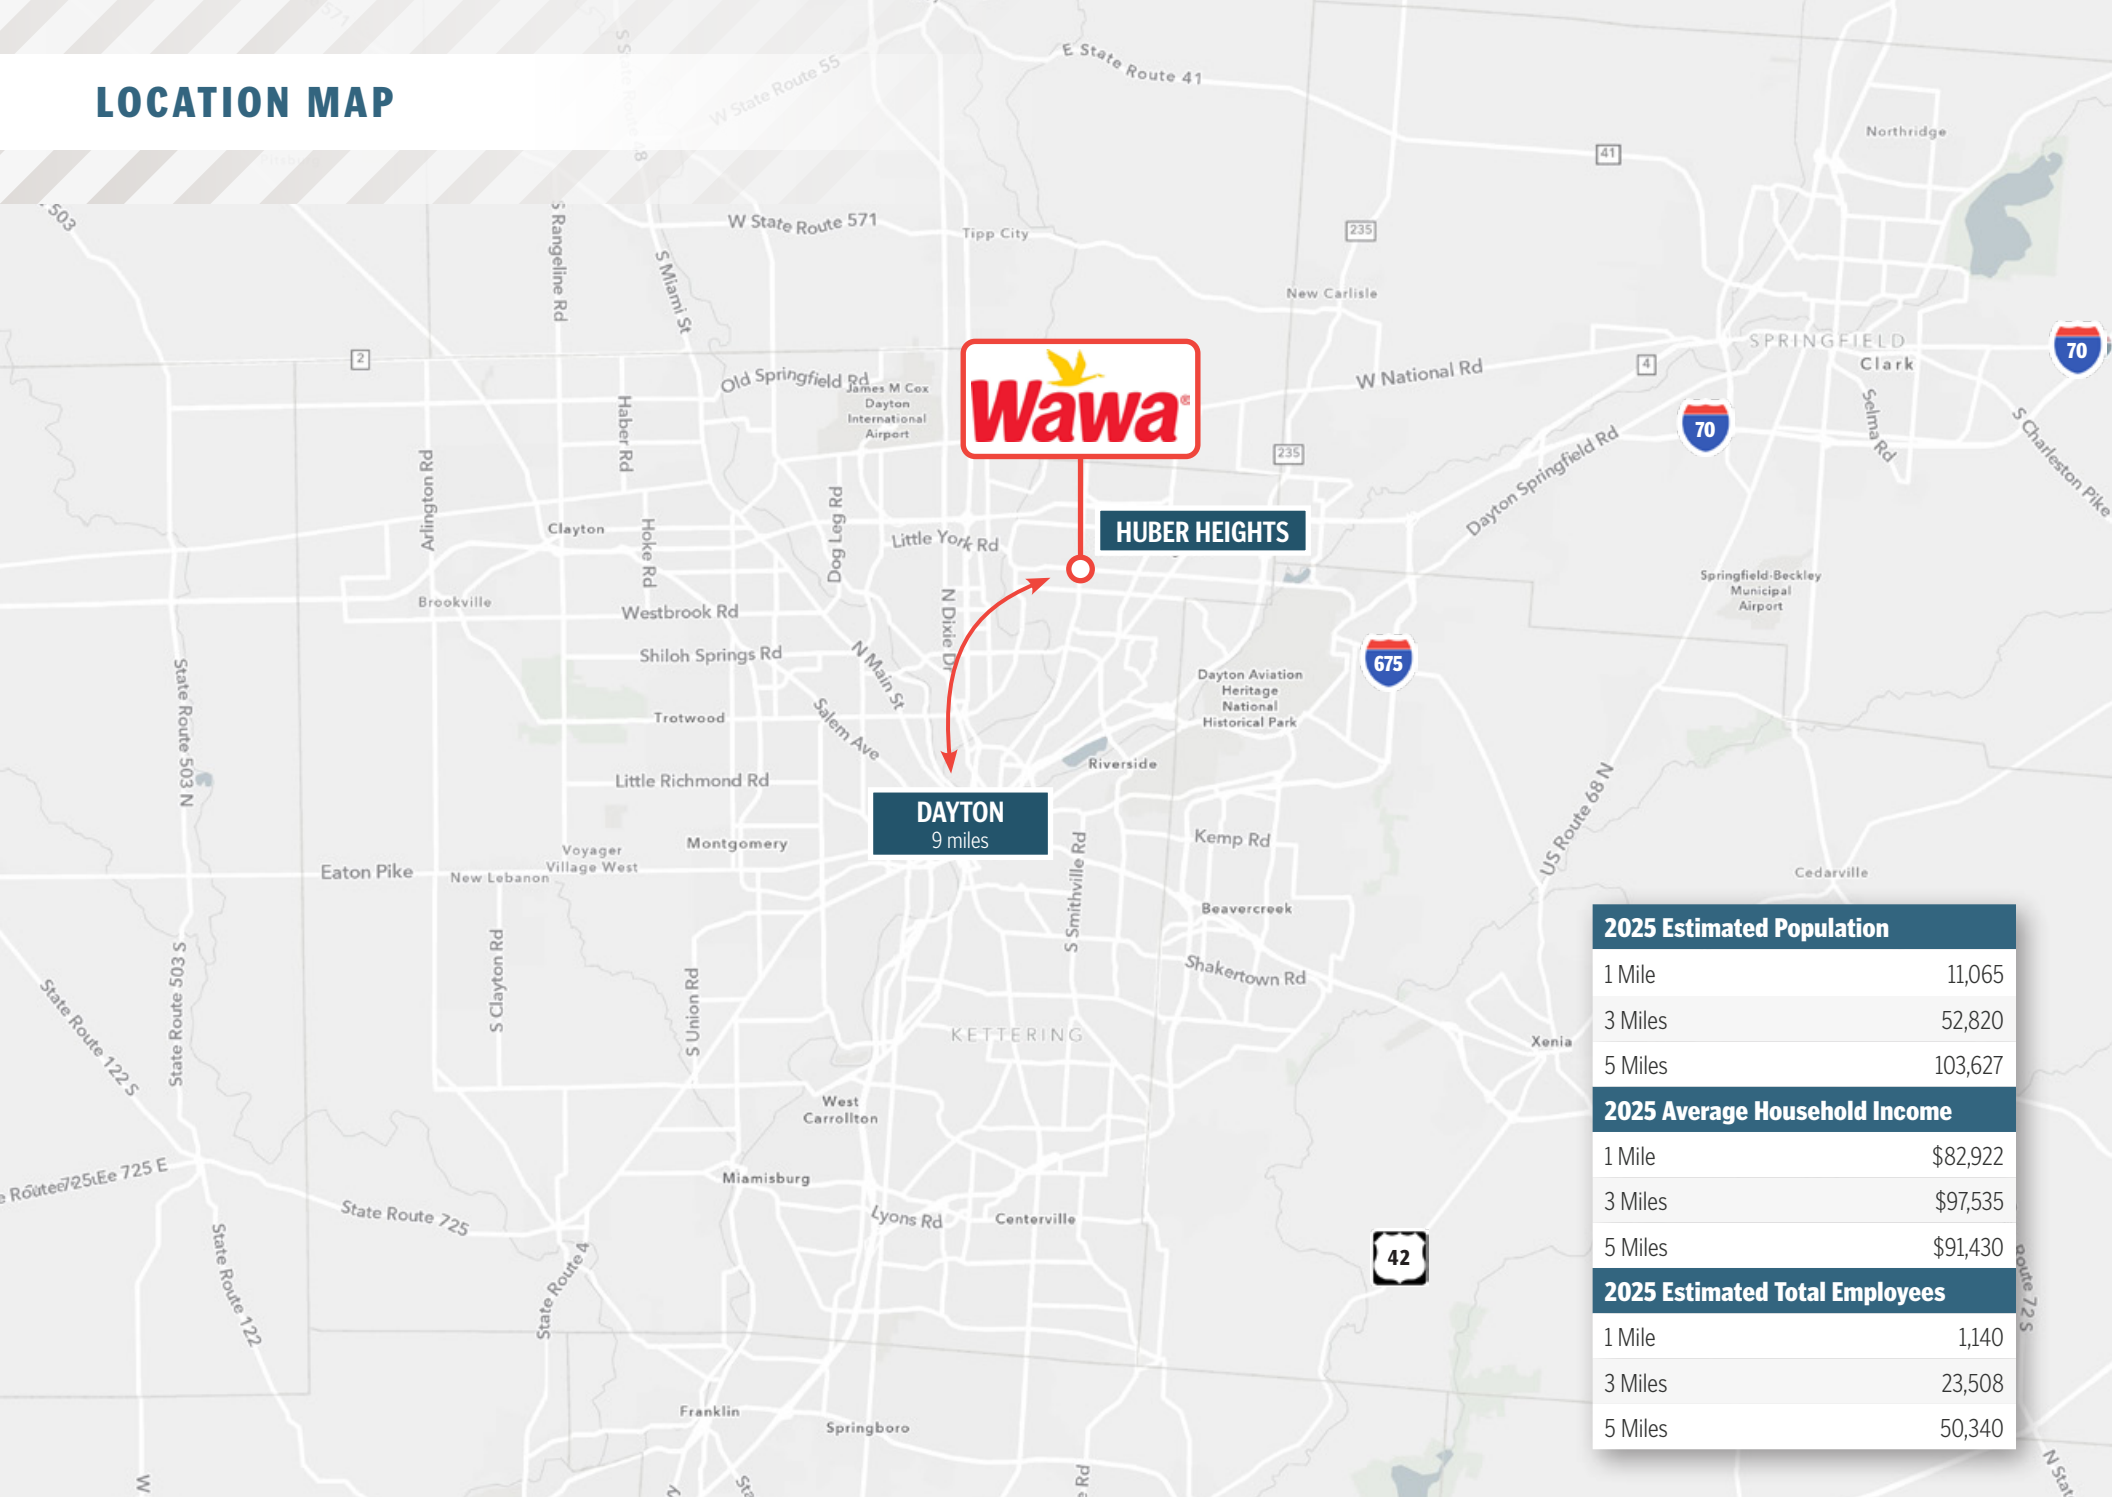 LOCATION MAP
571
S State Route 48
W State Route 55
E State Route 41
Northridge
41
503
S Rangeline Rd
S Miami St
W State Route 571
Tipp City
235
New Carlisle
2
Old Springfield Rd
James M Cox
Dayton
International
Airport
Wawa®
W National Rd
4
SPRINGFIELD
Clark
70
70
Selma Rd
S Charleston Pike
Haber Rd
Arlington Rd
235
Dayton Springfield Rd
Clayton
Hoke Rd
Dog Leg Rd
Little York Rd
HUBER HEIGHTS
Brookville
Westbrook Rd
N Dixie Dr
Springfield-Beckley
Municipal
Airport
Shiloh Springs Rd
N Main St
675
Dayton Aviation
Heritage
National
Historical Park
State Route 503 N
Trotwood
Salem Ave
Riverside
Little Richmond Rd
DAYTON
9 miles
US Route 68 N
Montgomery
Voyager
Village West
Kemp Rd
S Smithville Rd
Eaton Pike
New Lebanon
Cedarville
Beavercreek
Shakertown Rd
S Clayton Rd
S Union Rd
State Route 503 S
State Route 122 S
KETTERING
Xenia
West
Carrollton
Miamisburg
Lyons Rd
Centerville
State Route 725
State Route 4
State Route 122
42
Franklin
Springboro
W
e Rd
N Stat
oute 72 S
2025 Estimated Population
1 Mile 11,065
3 Miles 52,820
5 Miles 103,627
2025 Average Household Income
1 Mile $82,922
3 Miles $97,535
5 Miles $91,430
2025 Estimated Total Employees
1 Mile 1,140
3 Miles 23,508
5 Miles 50,340